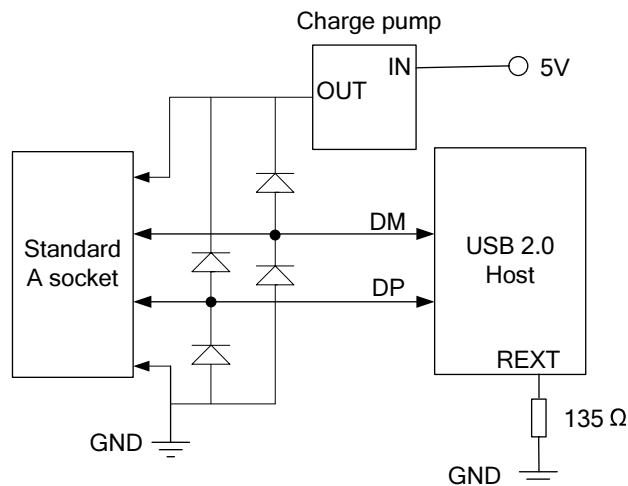 Charge pump
IN
OUT
5V
Standard
A socket
DM
DP
USB 2.0
Host
REXT
135 Ω
GND
GND